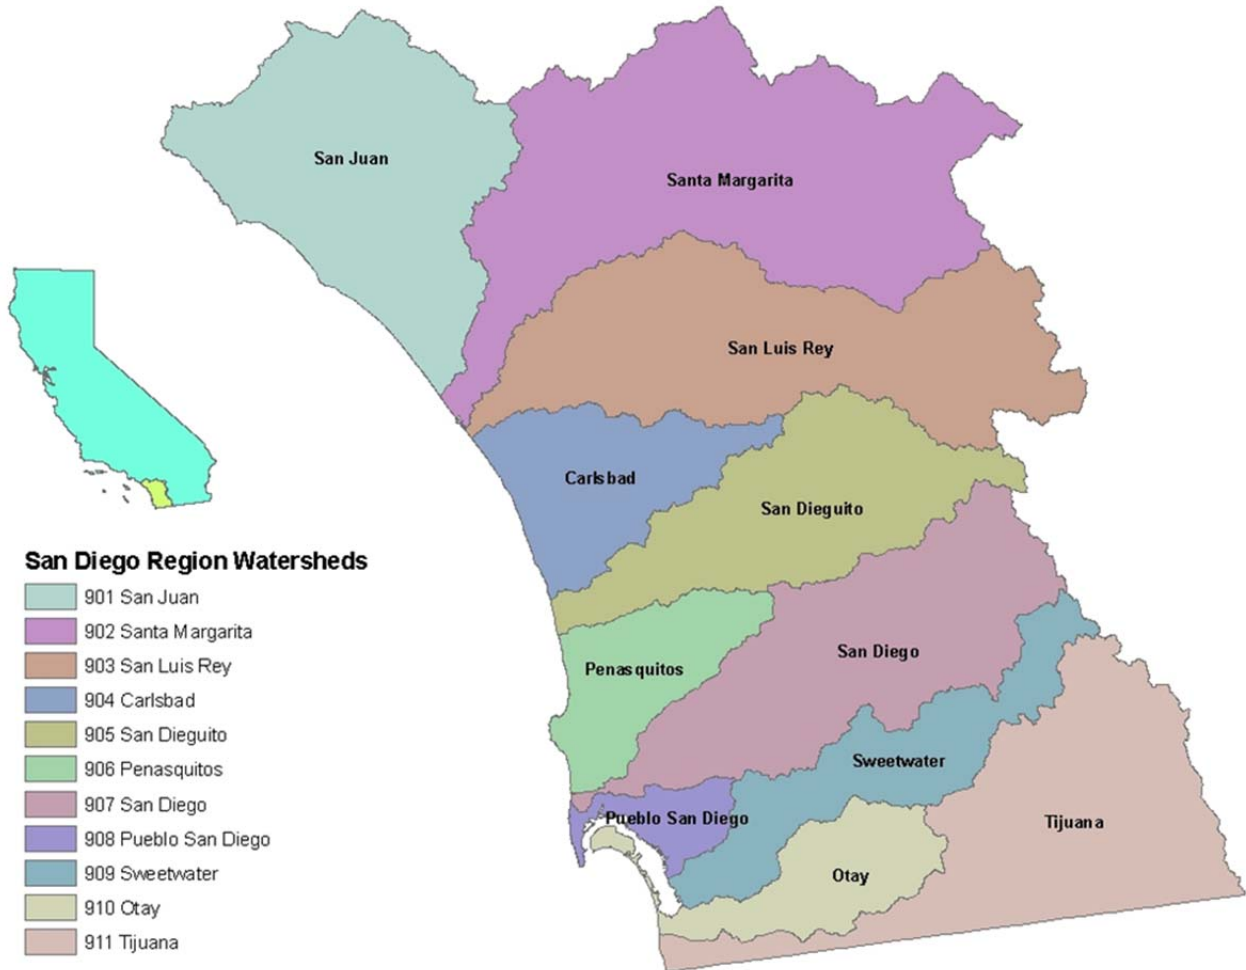 San Juan
Santa Margarita
San Luis Rey
Carlsbad
San Dieguito
Penasquitos
San Diego
Sweetwater
Pueblo San Diego
Tijuana
Otay
San Diego Region Watersheds
901 San Juan
902 Santa Margarita
903 San Luis Rey
904 Carlsbad
905 San Dieguito
906 Penasquitos
907 San Diego
908 Pueblo San Diego
909 Sweetwater
910 Otay
911 Tijuana